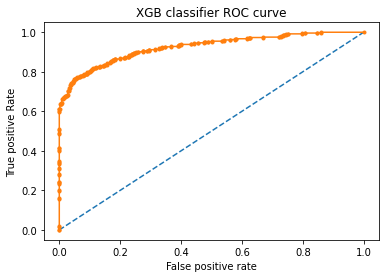 XGB classifier ROC curve
1.0
0.8
0.6
0.4
0.2
0.0
True positive Rate
0.0 0.2 0.4 0.6 0.8 1.0
False positive rate